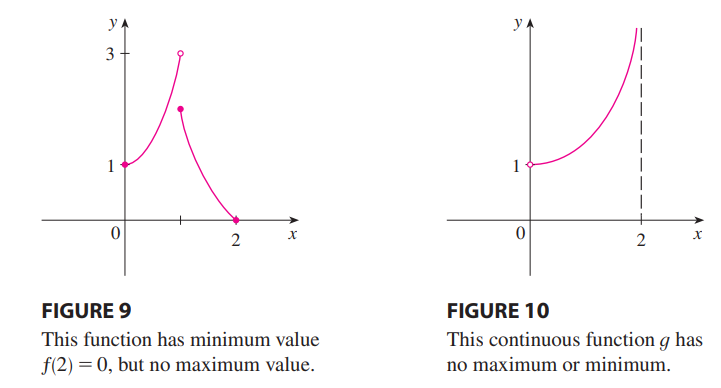 y
3
1
0
2
x
FIGURE 9
This function has minimum value
f(2) = 0, but no maximum value.
y
1
0
2
x
FIGURE 10
This continuous function g has
no maximum or minimum.